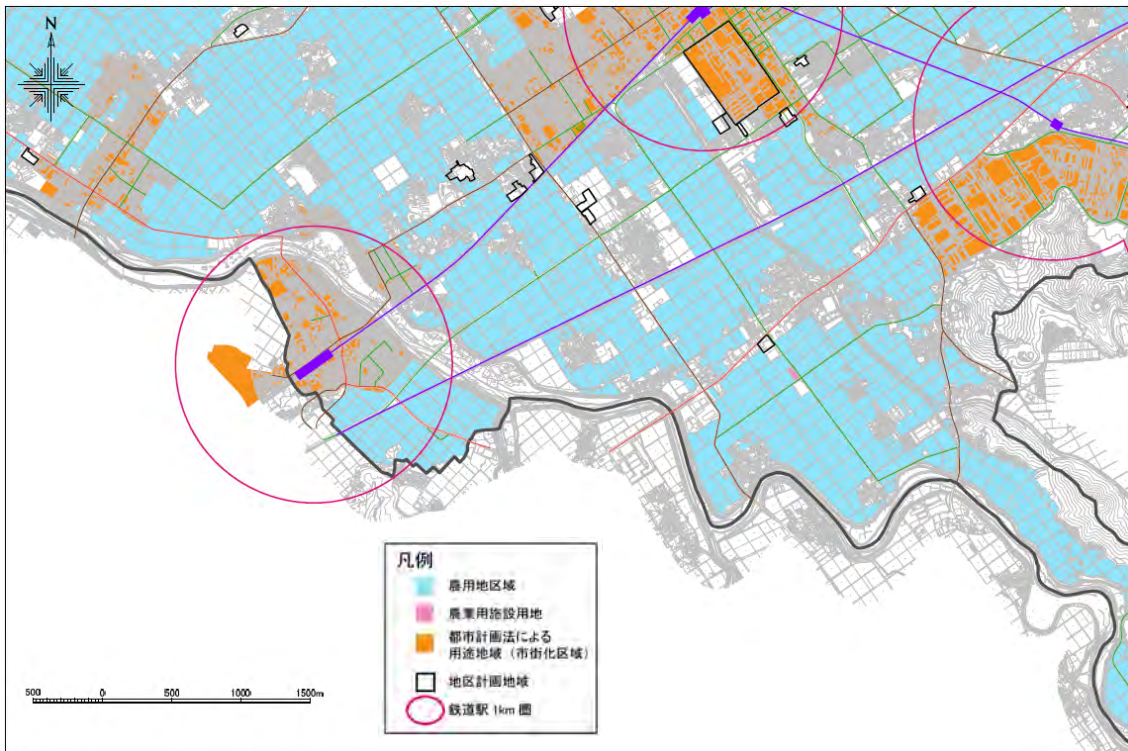 N
凡例
農用地区域
農業用施設用地
都市計画法による
用途地域（市街化区域）
地区計画地域
鉄道駅 1km 圏
500 0 500 1000 1500m